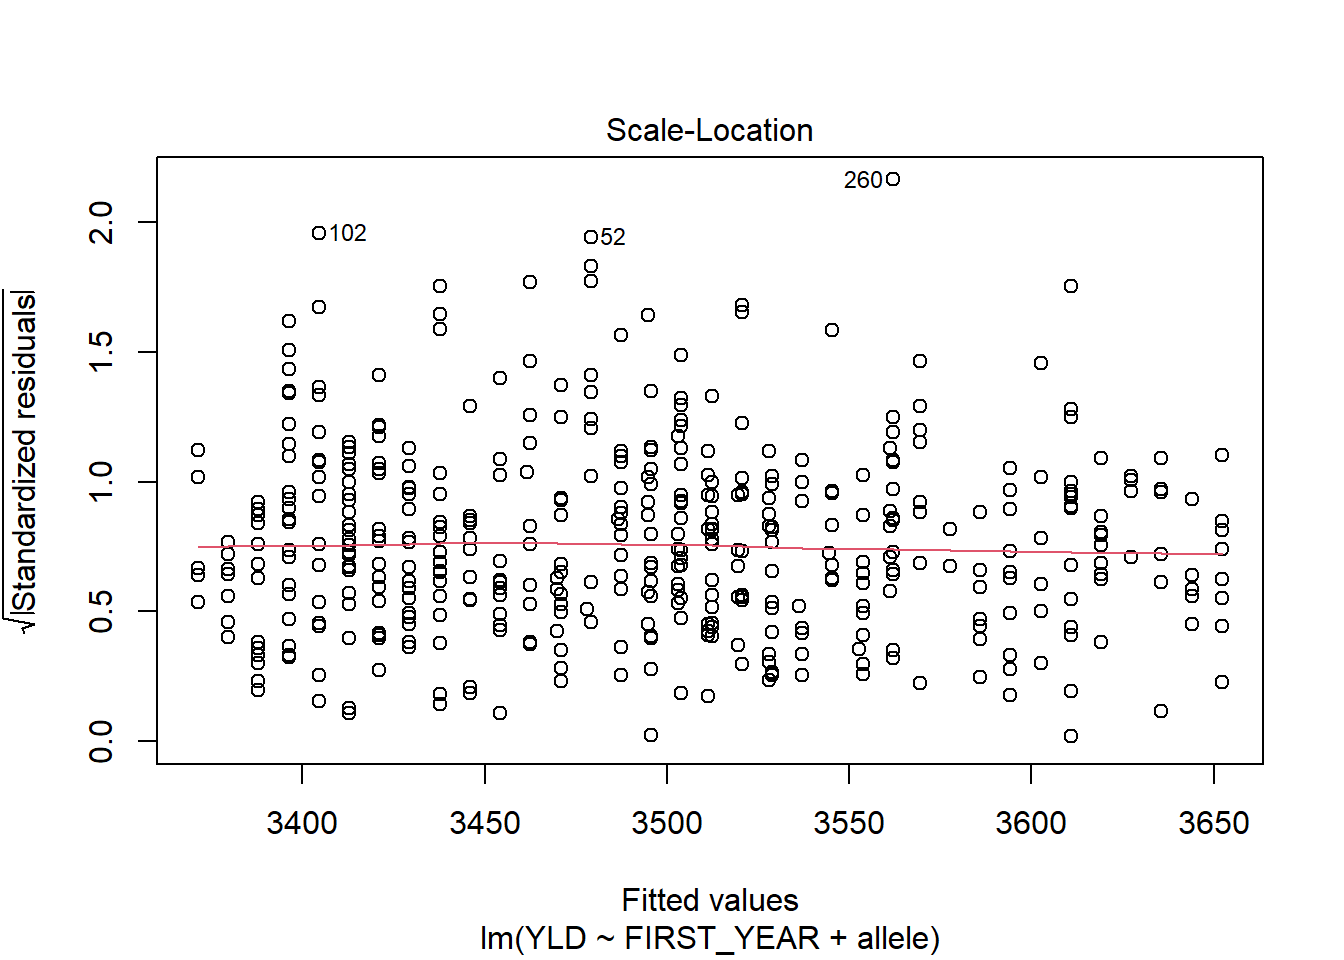 Scale-Location
√|Standardized residuals|
2.0
1.5
1.0
0.5
0.0
260
102
52
3400 3450 3500 3550 3600 3650
Fitted values
lm(YLD ~ FIRST_YEAR + allele)